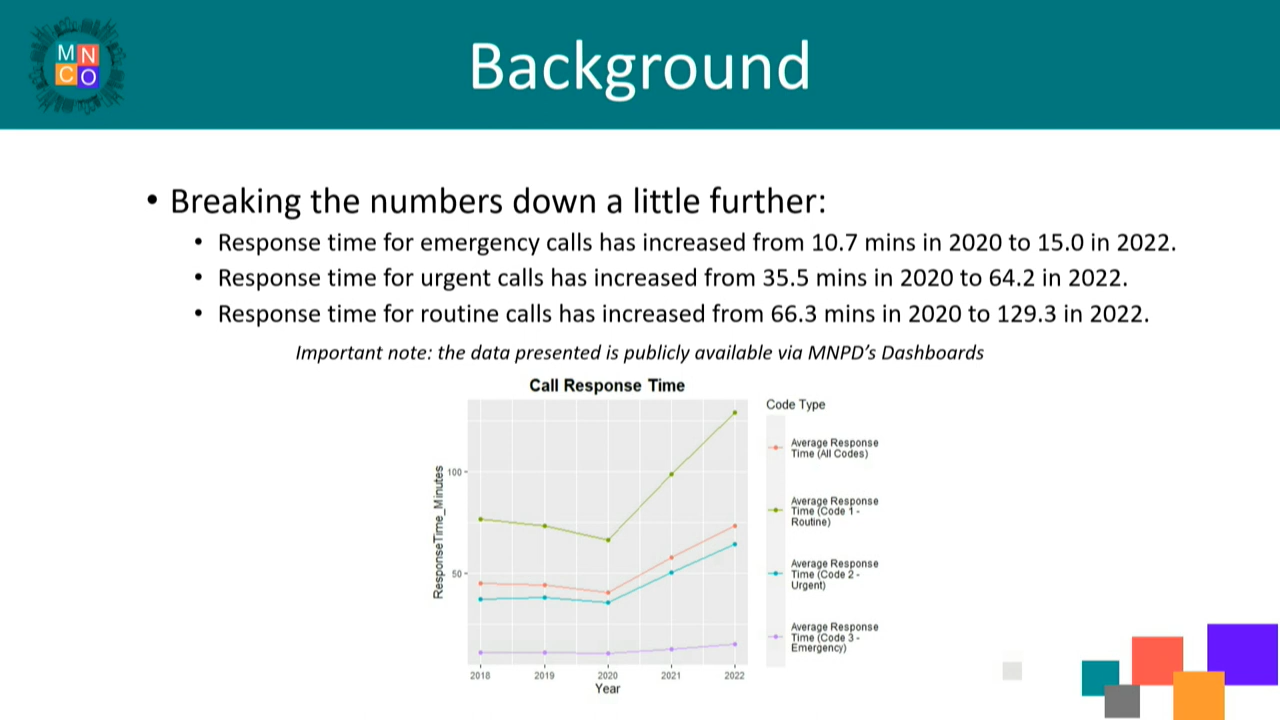 MN
CO
Background
• Breaking the numbers down a little further:
• Response time for emergency calls has increased from 10.7 mins in 2020 to 15.0 in 2022.
• Response time for urgent calls has increased from 35.5 mins in 2020 to 64.2 in 2022.
• Response time for routine calls has increased from 66.3 mins in 2020 to 129.3 in 2022.
Important note: the data presented is publicly available via MNPD's Dashboards
Call Response Time
ResponseTime_Minutes
100
50
2018 2019 2020 2021 2022
Year
Code Type
Average Response
Time (All Codes)
Average Response
Time (Code 1 -
Routine)
Average Response
Time (Code 2 -
Urgent)
Average Response
Time (Code 3 -
Emergency)